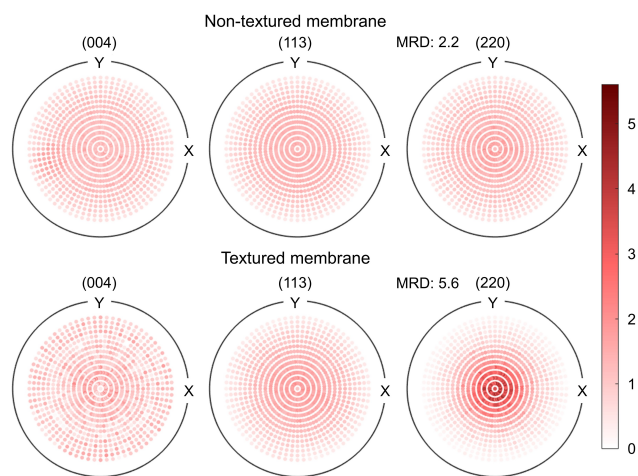 Non-textured membrane
(004) (113) MRD: 2.2 (220)
Y Y Y
X X X
Textured membrane
(004) (113) MRD: 5.6 (220)
Y Y Y
X X X
5
4
3
2
1
0